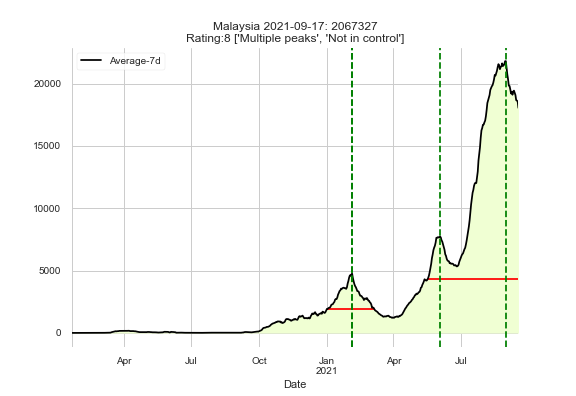 Malaysia 2021-09-17: 2067327
Rating:8 ['Multiple peaks', 'Not in control']
Average-7d
20000
15000
10000
5000
0
Apr
Jul
Oct
Jan
2021
Apr
Jul
Date